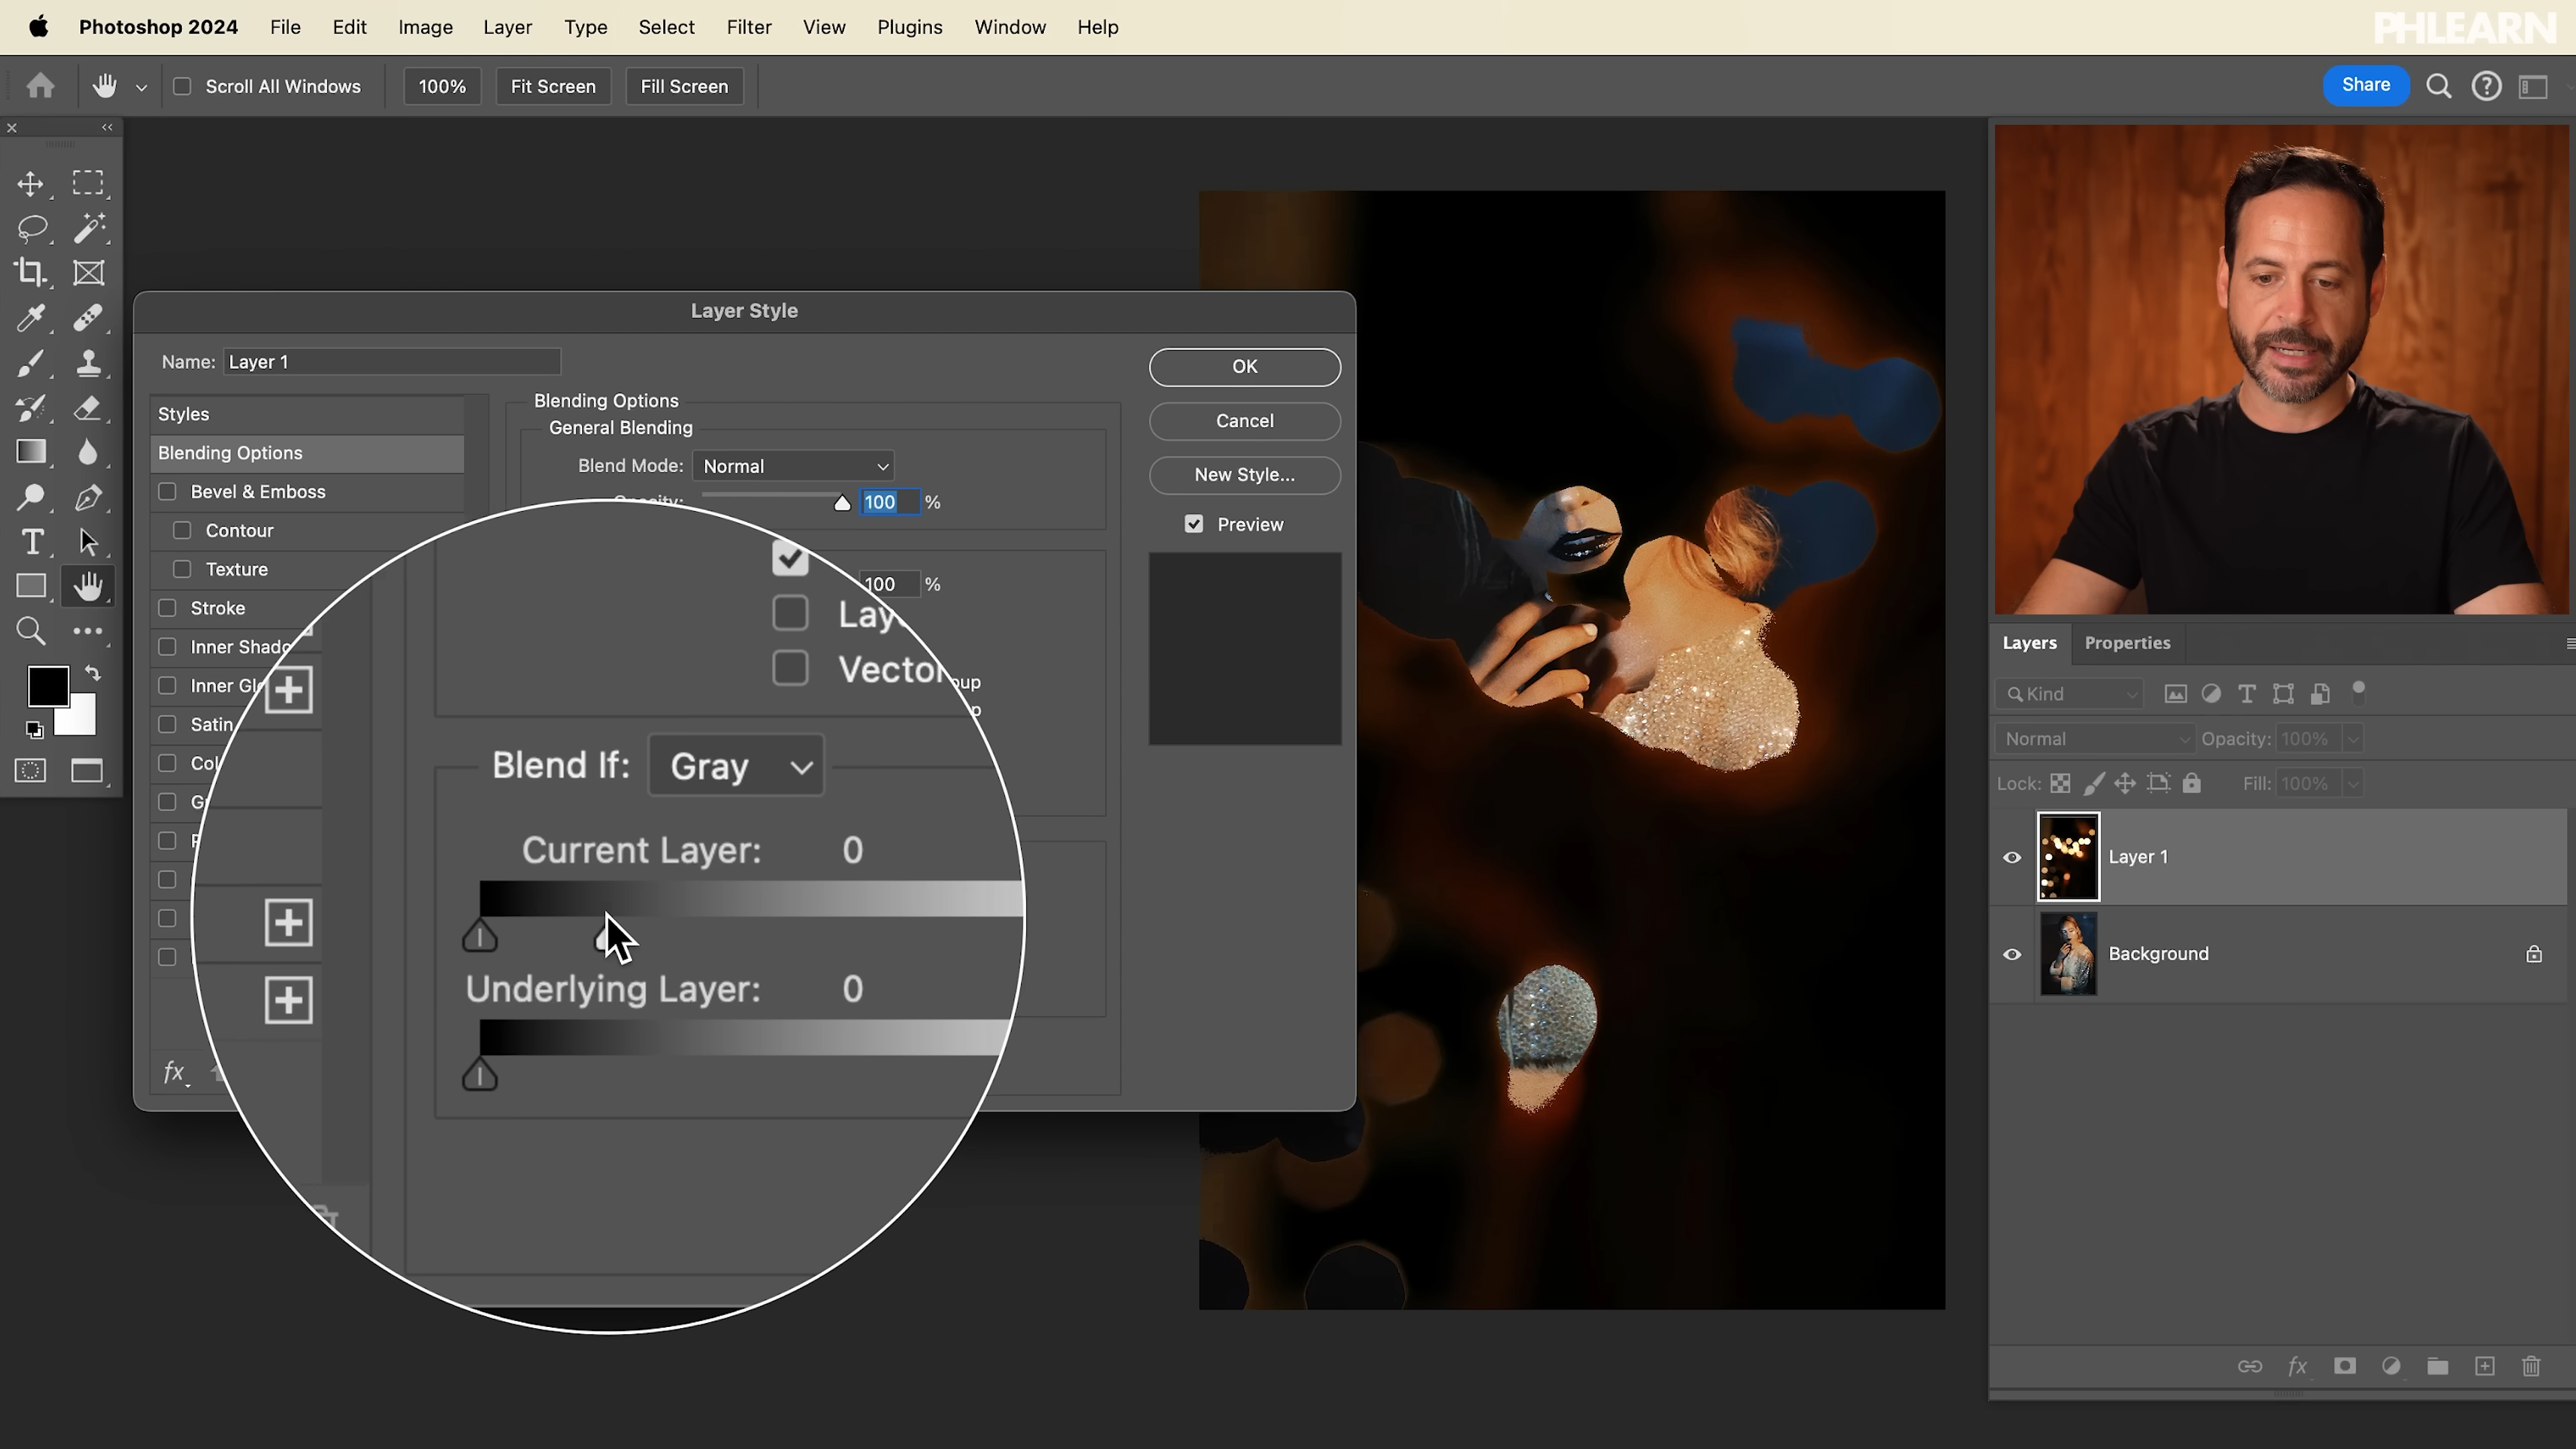 Photoshop 2024 File Edit Image Layer Type Select Filter View Plugins Window Help
PHLEARN
Scroll All Windows 100% Fit Screen Fill Screen
Share
Layer Style
Name: Layer 1
Styles
Blending Options
Bevel & Emboss
Contour
Texture
Stroke
Inner Shado
Inner Gl
Satin
Col
Blending Options
General Blending
Blend Mode: Normal
Opacity: 100 %
100 %
Lay
Vector
oup
p
Blend If: Gray
Current Layer: 0
Underlying Layer: 0
fx
OK
Cancel
New Style...
Preview
Layers Properties
Kind
Normal Opacity: 100%
Lock: Fill: 100%
Layer 1
Background
fx